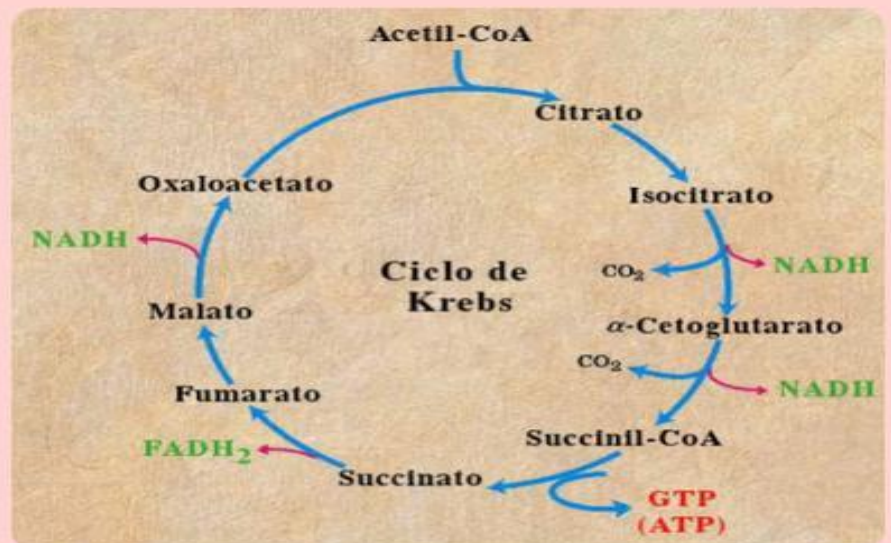 Acetil-CoA
Citrato
Oxaloacetato
Isocitrato
NADH
CO₂
NADH
Ciclo de
Krebs
Malato
α-Cetoglutarato
CO₂
NADH
Fumarato
Succinil-CoA
FADH₂
Succinato
GTP
(ATP)